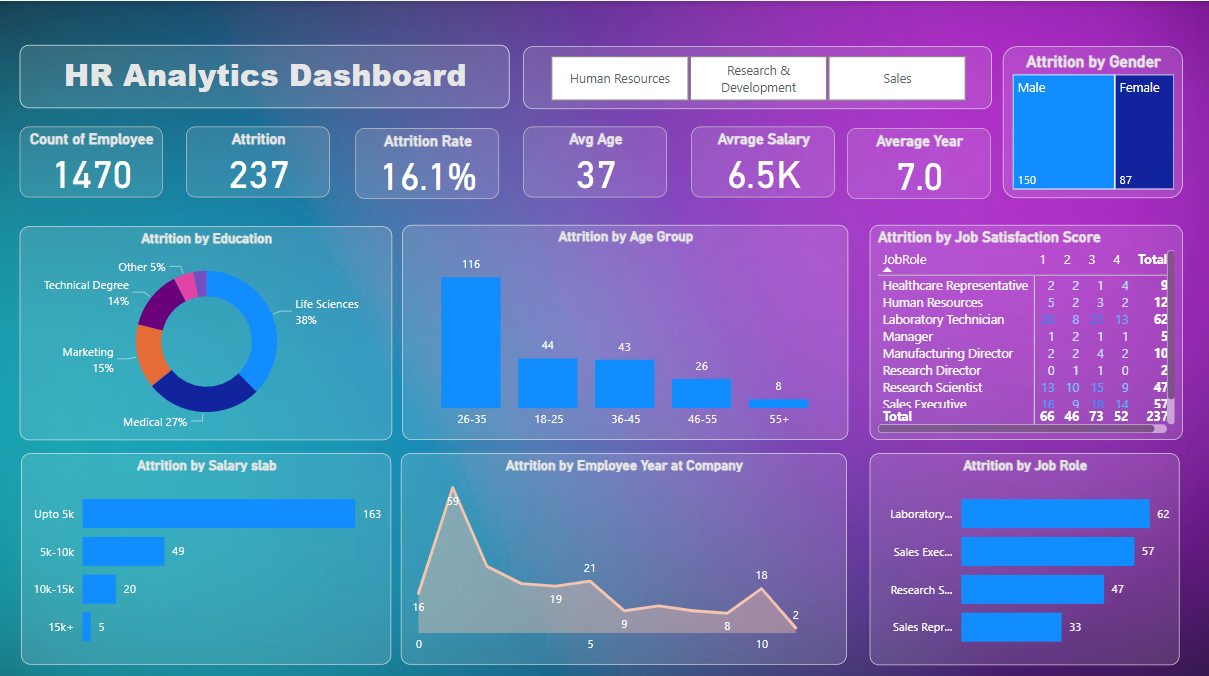 HR Analytics Dashboard
Human Resources
Research &
Development
Sales
Attrition by Gender
Male
Female
150
87
Count of Employee
1470
Attrition
237
Attrition Rate
16.1%
Avg Age
37
Avrage Salary
6.5K
Average Year
7.0
Attrition by Education
Other 5%
Technical Degree
14%
Life Sciences
38%
Marketing
15%
Medical 27%
Attrition by Age Group
116
44
43
26
8
26-35
18-25
36-45
46-55
55+
Attrition by Job Satisfaction Score
JobRole 1 2 3 4 Total
Healthcare Representative 2 2 1 4 9
Human Resources 5 2 3 2 12
Laboratory Technician 8 13 62
Manager 1 2 1 1 5
Manufacturing Director 2 2 4 2 10
Research Director 0 1 1 0 2
Research Scientist 13 10 15 9 47
Sales Executive 16 9 18 14 57
Total 66 46 73 52 237
Attrition by Salary slab
Upto 5k 163
5k-10k 49
10k-15k 20
15k+ 5
Attrition by Employee Year at Company
59
16
19
21
9
8
18
2
0
5
10
Attrition by Job Role
Laboratory... 62
Sales Exec... 57
Research S... 47
Sales Repr... 33